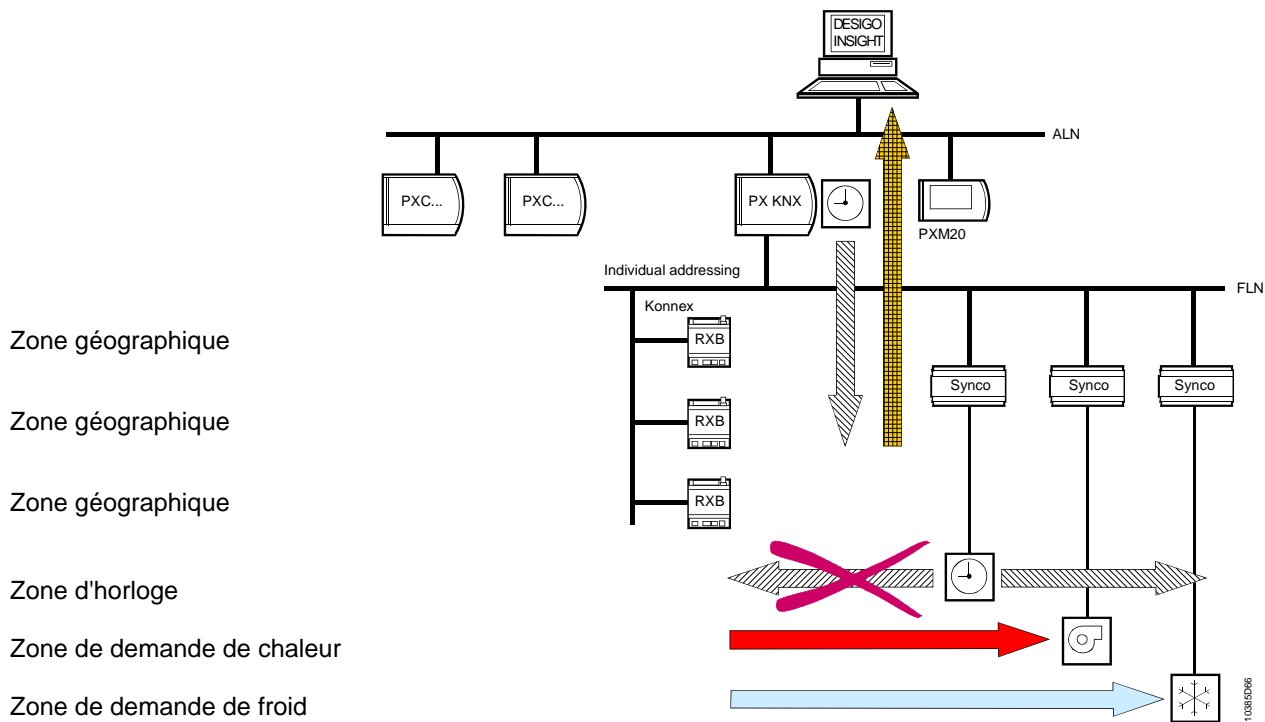 DESIGO
INSIGHT
ALN
PXC...
PXC...
PX KNX
PXM20
Individual addressing
FLN
Konnex
Zone géographique
RXB
Synco
Synco
Synco
Zone géographique
RXB
Zone géographique
RXB
Zone d'horloge
Zone de demande de chaleur
Zone de demande de froid
10385D66